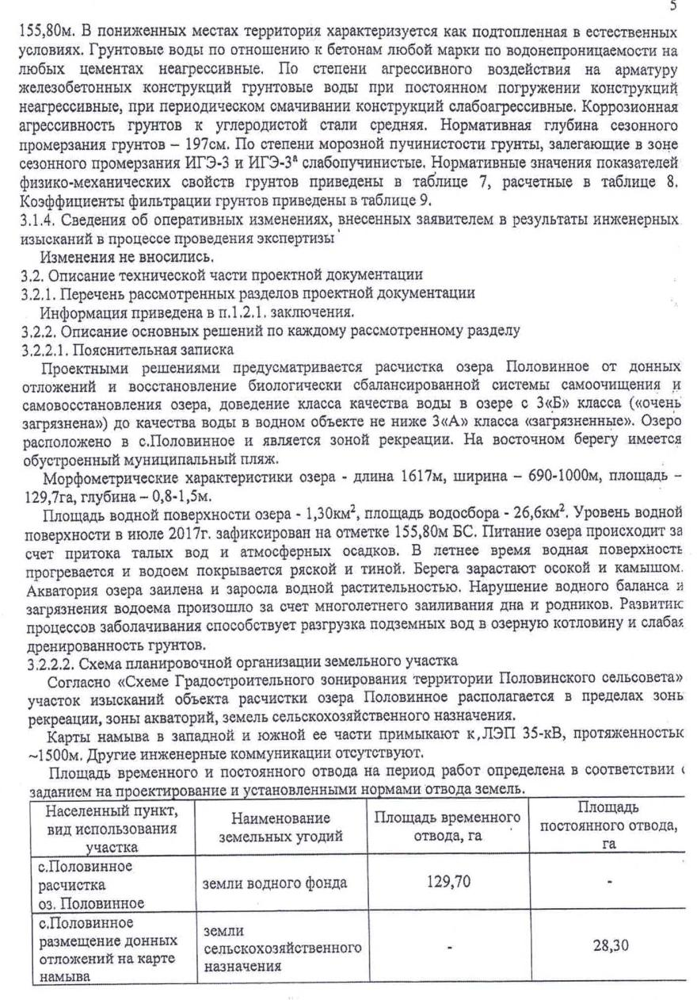 5
155,80м. В пониженных местах территория характеризуется как подтопленная в естественных
условиях. Грунтовые воды по отношению к бетонам любой марки по водонепроницаемости на
любых цементах неагрессивные. По степени агрессивного воздействия на арматуру
железобетонных конструкций грунтовые воды при постоянном погружении конструкций
неагрессивные, при периодическом смачивании конструкций слабоагрессивные. Коррозионная
агрессивность грунтов к углеродистой стали средняя. Нормативная глубина сезонного
промерзания грунтов – 197см. По степени морозной пучинистости грунты, залегающие в зоне
сезонного промерзания ИГЭ-3 и ИГЭ-3ª слабопучинистые. Нормативные значения показателей
физико-механических свойств грунтов приведены в таблице 7, расчетные в таблице 8.
Коэффициенты фильтрации грунтов приведены в таблице 9.
3.1.4. Сведения об оперативных изменениях, внесенных заявителем в результаты инженерных
изысканий в процессе проведения экспертизы
Изменения не вносились.
3.2. Описание технической части проектной документации
3.2.1. Перечень рассмотренных разделов проектной документации
Информация приведена в п.1.2.1. заключения.
3.2.2. Описание основных решений по каждому рассмотренному разделу
3.2.2.1. Пояснительная записка
Проектными решениями предусматривается расчистка озера Половинное от донных
отложений и восстановление биологически сбалансированной системы самоочищения и
самовосстановления озера, доведение класса качества воды в озере с 3«Б» класса («очень
загрязнена») до качества воды в водном объекте не ниже 3«А» класса «загрязненные». Озеро
расположено в с.Половинное и является зоной рекреации. На восточном берегу имеется
обустроенный муниципальный пляж.
Морфометрические характеристики озера - длина 1617м, ширина – 690-1000м, площадь –
129,7га, глубина – 0,8-1,5м.
Площадь водной поверхности озера - 1,30км², площадь водосбора - 26,6км². Уровень водной
поверхности в июле 2017г. зафиксирован на отметке 155,80м БС. Питание озера происходит за
счет притока талых вод и атмосферных осадков. В летнее время водная поверхность
прогревается и водоем покрывается ряской и тиной. Берега зарастают осокой и камышом.
Акватория озера заилена и заросла водной растительностью. Нарушение водного баланса и
загрязнения водоема произошло за счет многолетнего заиливания дна и родников. Развитию
процессов заболачивания способствует разгрузка подземных вод в озерную котловину и слабая
дренированность грунтов.
3.2.2.2. Схема планировочной организации земельного участка
Согласно «Схеме Градостроительного зонирования территории Половинского сельсовета»
участок изысканий объекта расчистки озера Половинное располагается в пределах зоны
рекреации, зоны акваторий, земель сельскохозяйственного назначения.
Карты намыва в западной и южной ее части примыкают к ЛЭП 35-кВ, протяженностью
~1500м. Другие инженерные коммуникации отсутствуют.
Площадь временного и постоянного отвода на период работ определена в соответствии с
заданием на проектирование и установленными нормами отвода земель.
Населенный пункт,
вид использования
участка
Наименование
земельных угодий
Площадь временного
отвода, га
Площадь
постоянного отвода,
га
с.Половинное
расчистка
оз. Половинное
земли водного фонда
129,70
-
с.Половинное
размещение донных
отложений на карте
намыва
земли
сельскохозяйственного
назначения
-
28,30